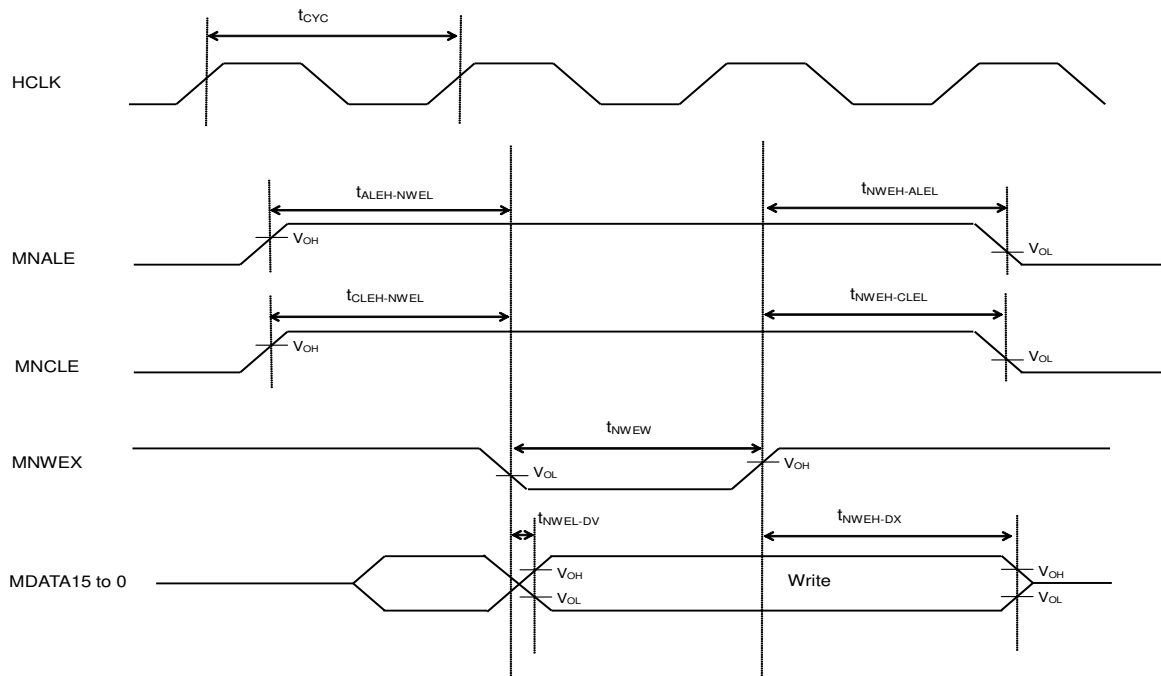 tCYC
HCLK
tALEH-NWEL
tNWEH-ALEL
VOH
VOL
MNALE
tCLEH-NWEL
tNWEH-CLEL
VOH
VOL
MNCLE
tNWEW
MNWEX
VOL
VOH
tNWEL-DV
tNWEH-DX
MDATA15 to 0
VOH
Write
VOH
VOL
VOL